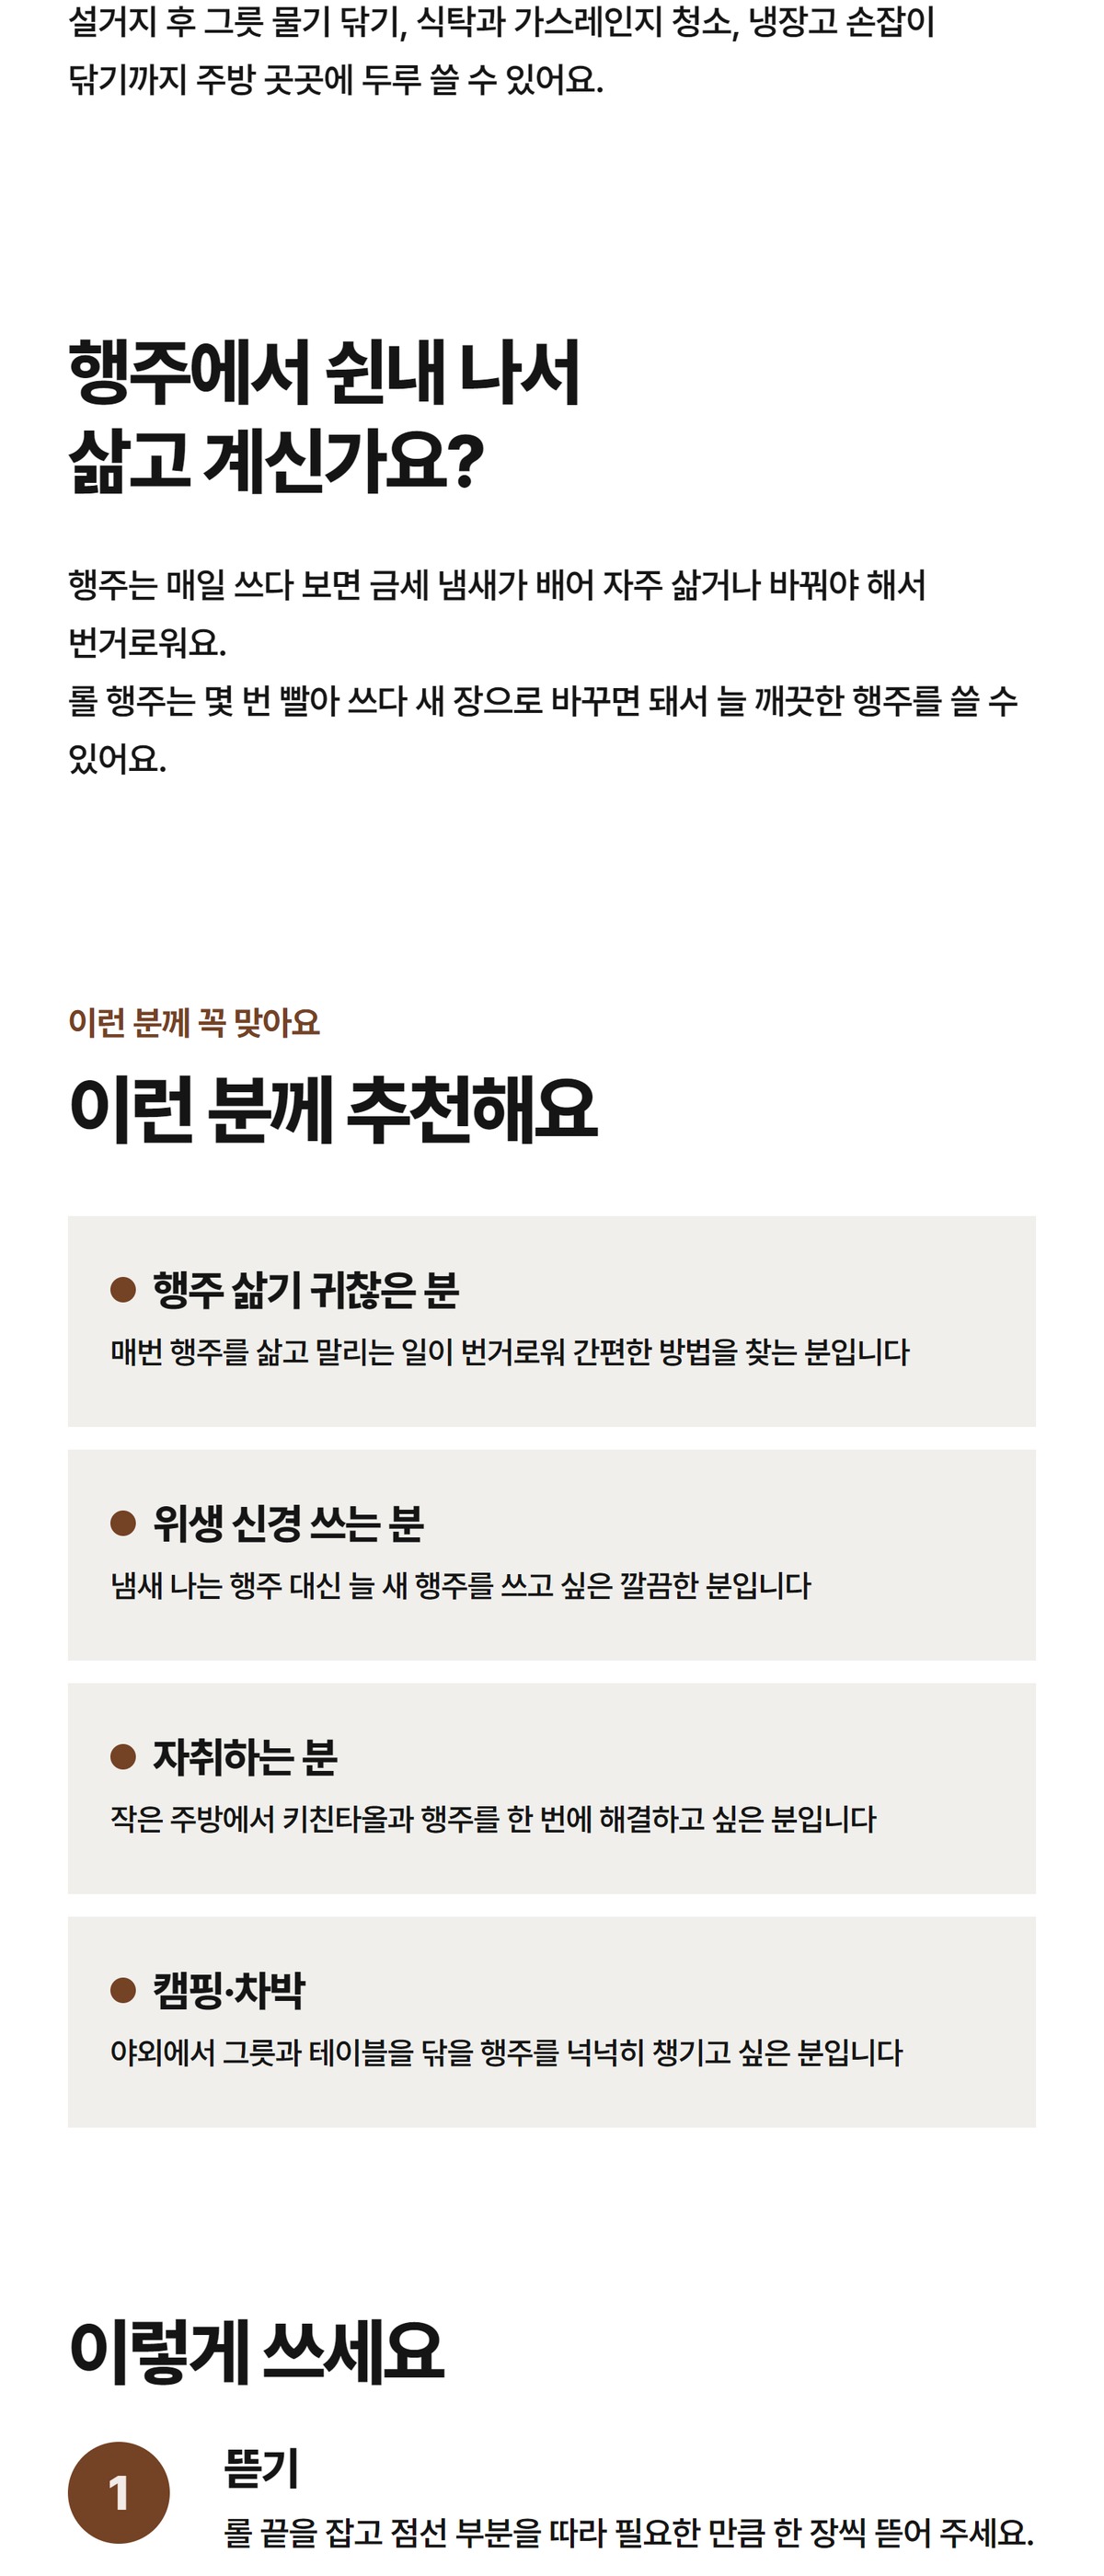 설거지 후 그릇 물기 닦기, 식탁과 가스레인지 청소, 냉장고 손잡이
닦기까지 주방 곳곳에 두루 쓸 수 있어요.
행주에서 쉰내 나서
삶고 계신가요?
행주는 매일 쓰다 보면 금세 냄새가 배어 자주 삶거나 바꿔야 해서
번거로워요.
롤 행주는 몇 번 빨아 쓰다 새 장으로 바꾸면 돼서 늘 깨끗한 행주를 쓸 수
있어요.
이런 분께 꼭 맞아요
이런 분께 추천해요
행주 삶기 귀찮은 분
매번 행주를 삶고 말리는 일이 번거로워 간편한 방법을 찾는 분입니다
위생 신경 쓰는 분
냄새 나는 행주 대신 늘 새 행주를 쓰고 싶은 깔끔한 분입니다
자취하는 분
작은 주방에서 키친타올과 행주를 한 번에 해결하고 싶은 분입니다
캠핑·차박
야외에서 그릇과 테이블을 닦을 행주를 넉넉히 챙기고 싶은 분입니다
이렇게 쓰세요
1
뜯기
롤 끝을 잡고 점선 부분을 따라 필요한 만큼 한 장씩 뜯어 주세요.